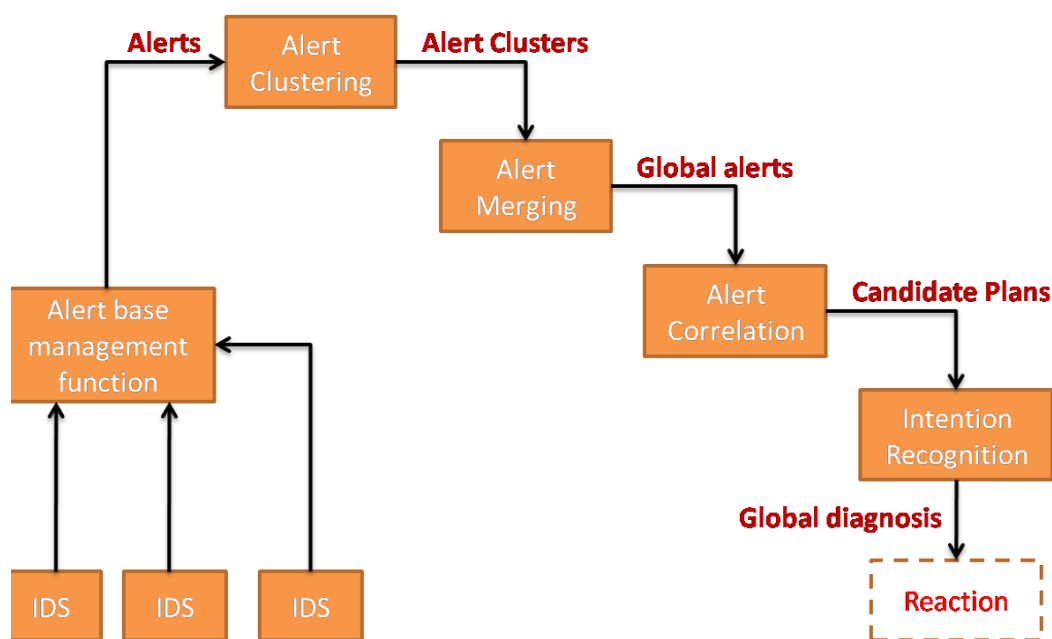 Alerts
Alert
Clustering
Alert Clusters
Alert
Merging
Global alerts
Alert
Correlation
Candidate Plans
Intention
Recognition
Global diagnosis
Reaction
Alert base
management
function
IDS
IDS
IDS